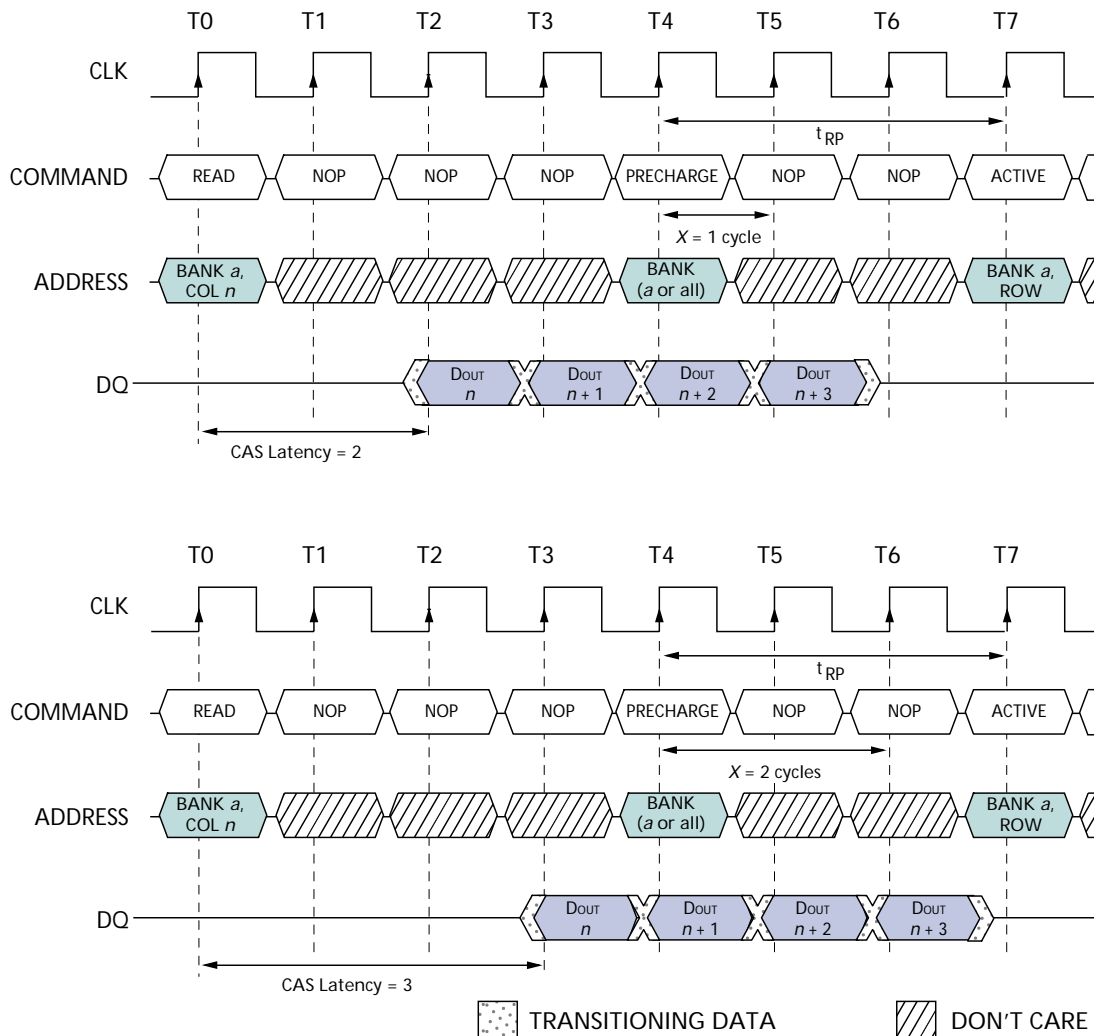 T0 T1 T2 T3 T4 T5 T6 T7
CLK
t RP
COMMAND READ NOP NOP NOP PRECHARGE NOP NOP ACTIVE
X = 1 cycle
ADDRESS BANK a, COL n BANK (a or all) BANK a, ROW
DQ DOUT n DOUT n + 1 DOUT n + 2 DOUT n + 3
CAS Latency = 2
T0 T1 T2 T3 T4 T5 T6 T7
CLK
t RP
COMMAND READ NOP NOP NOP PRECHARGE NOP NOP ACTIVE
X = 2 cycles
ADDRESS BANK a, COL n BANK (a or all) BANK a, ROW
DQ DOUT n DOUT n + 1 DOUT n + 2 DOUT n + 3
CAS Latency = 3
TRANSITIONING DATA DON'T CARE